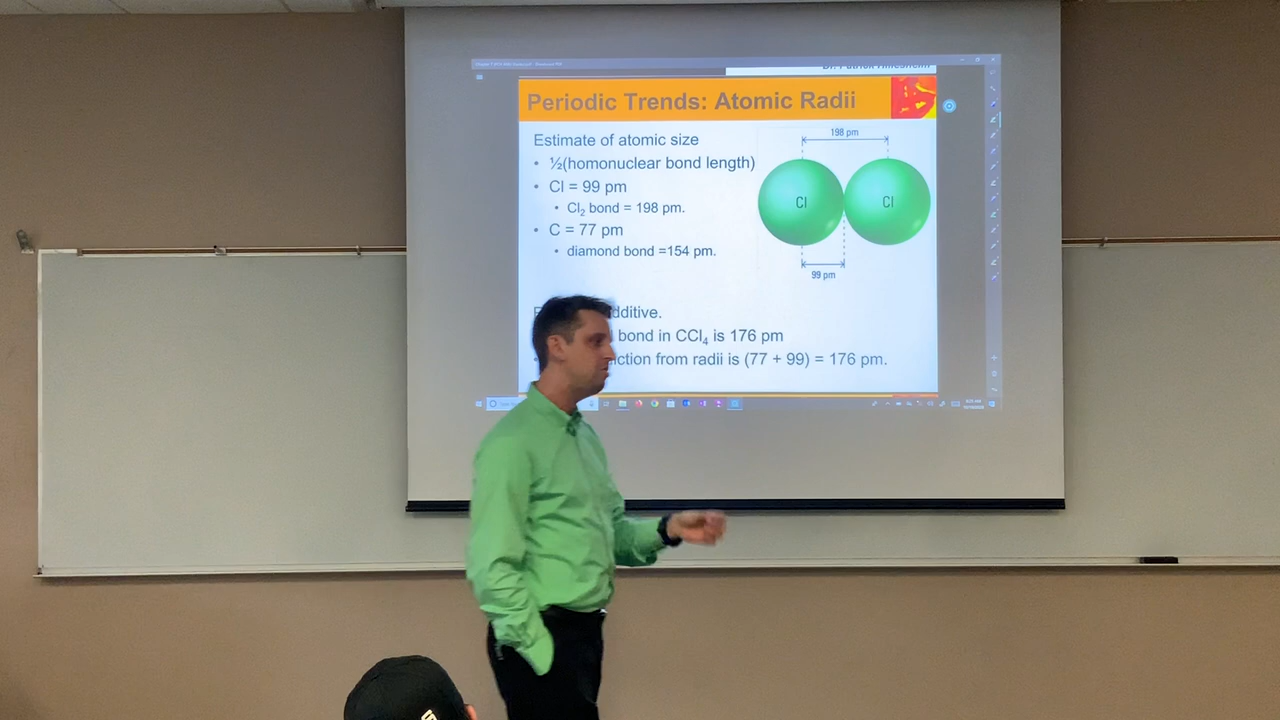 Periodic Trends: Atomic Radii
Estimate of atomic size
• ½(homonuclear bond length)
• Cl = 99 pm
• Cl₂ bond = 198 pm.
• C = 77 pm
• diamond bond =154 pm.
198 pm
Cl Cl
99 pm
dditive.
bond in CCl₄ is 176 pm
ction from radii is (77 + 99) = 176 pm.